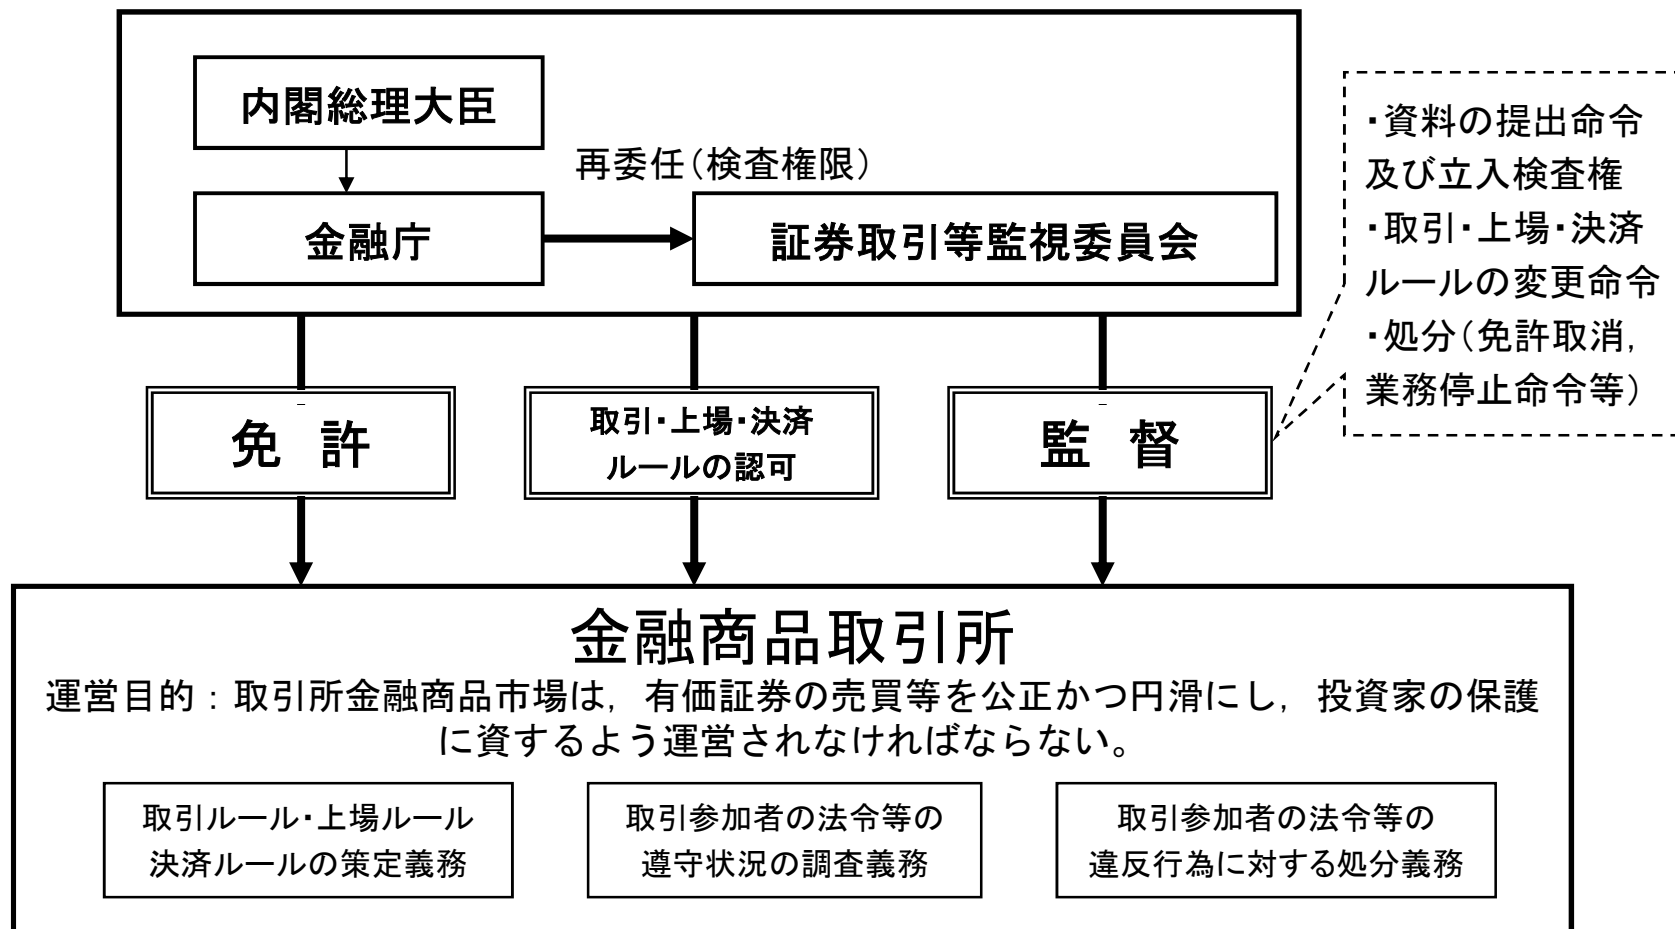 内閣総理大臣
再委任（検査権限）
金融庁
証券取引等監視委員会
・資料の提出命令
及び立入検査権
・取引・上場・決済
ルールの変更命令
・処分（免許取消，
業務停止命令等）
免 許
取引・上場・決済
ルールの認可
監 督
金融商品取引所
運営目的：取引所金融商品市場は，有価証券の売買等を公正かつ円滑にし，投資家の保護
に資するよう運営されなければならない。
取引ルール・上場ルール
決済ルールの策定義務
取引参加者の法令等の
遵守状況の調査義務
取引参加者の法令等の
違反行為に対する処分義務